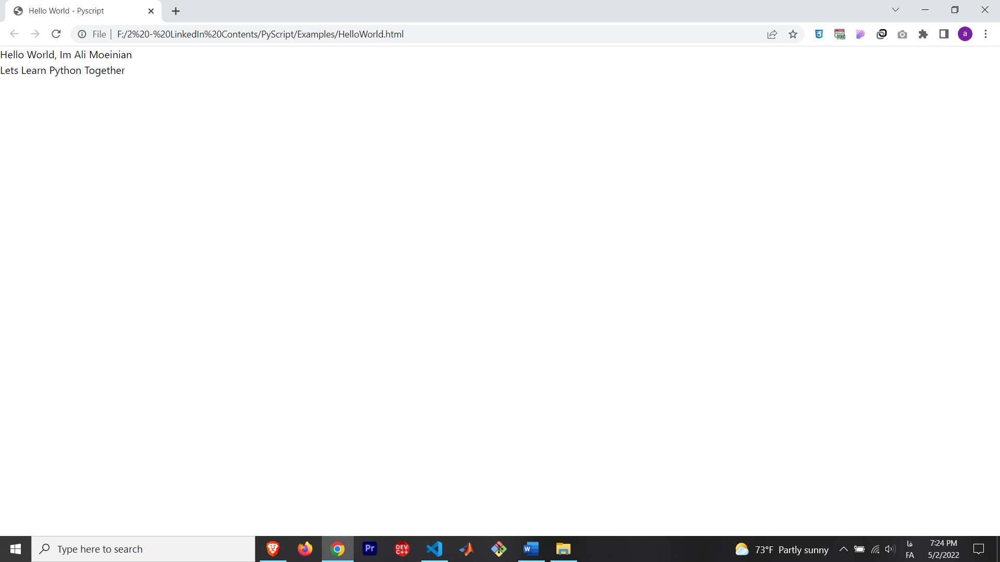 Hello World - Pyscript
File | F:/2%20-%20LinkedIn%20Contents/PyScript/Examples/HelloWorld.html
a
Hello World, Im Ali Moeinian
Lets Learn Python Together
Type here to search
Pr
DEV
C++
W
73°F Partly sunny
فا
FA
7:24 PM
5/2/2022